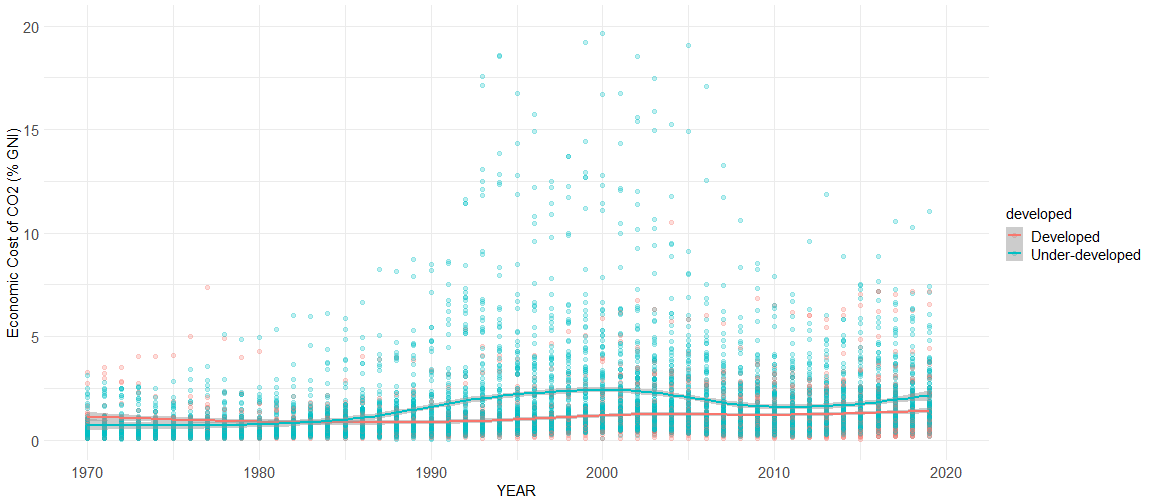 20
15
10
5
0
Economic Cost of CO2 (% GNI)
1970
1980
1990
2000
2010
2020
YEAR
developed
Developed
Under-developed